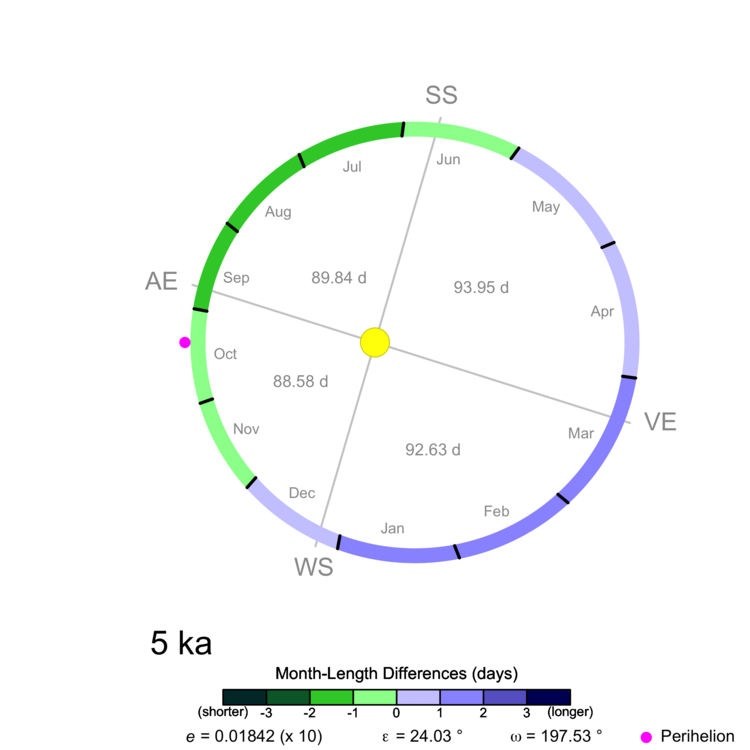 SS
Jul
Jun
May
Aug
AE
Sep
89.84 d
93.95 d
Apr
Oct
88.58 d
VE
Nov
Mar
92.63 d
Dec
Feb
Jan
WS
5 ka
Month-Length Differences (days)
(shorter) -3 -2 -1 0 1 2 3 (longer)
e = 0.01842 (x 10) ε = 24.03 ° ω = 197.53 ° Perihelion